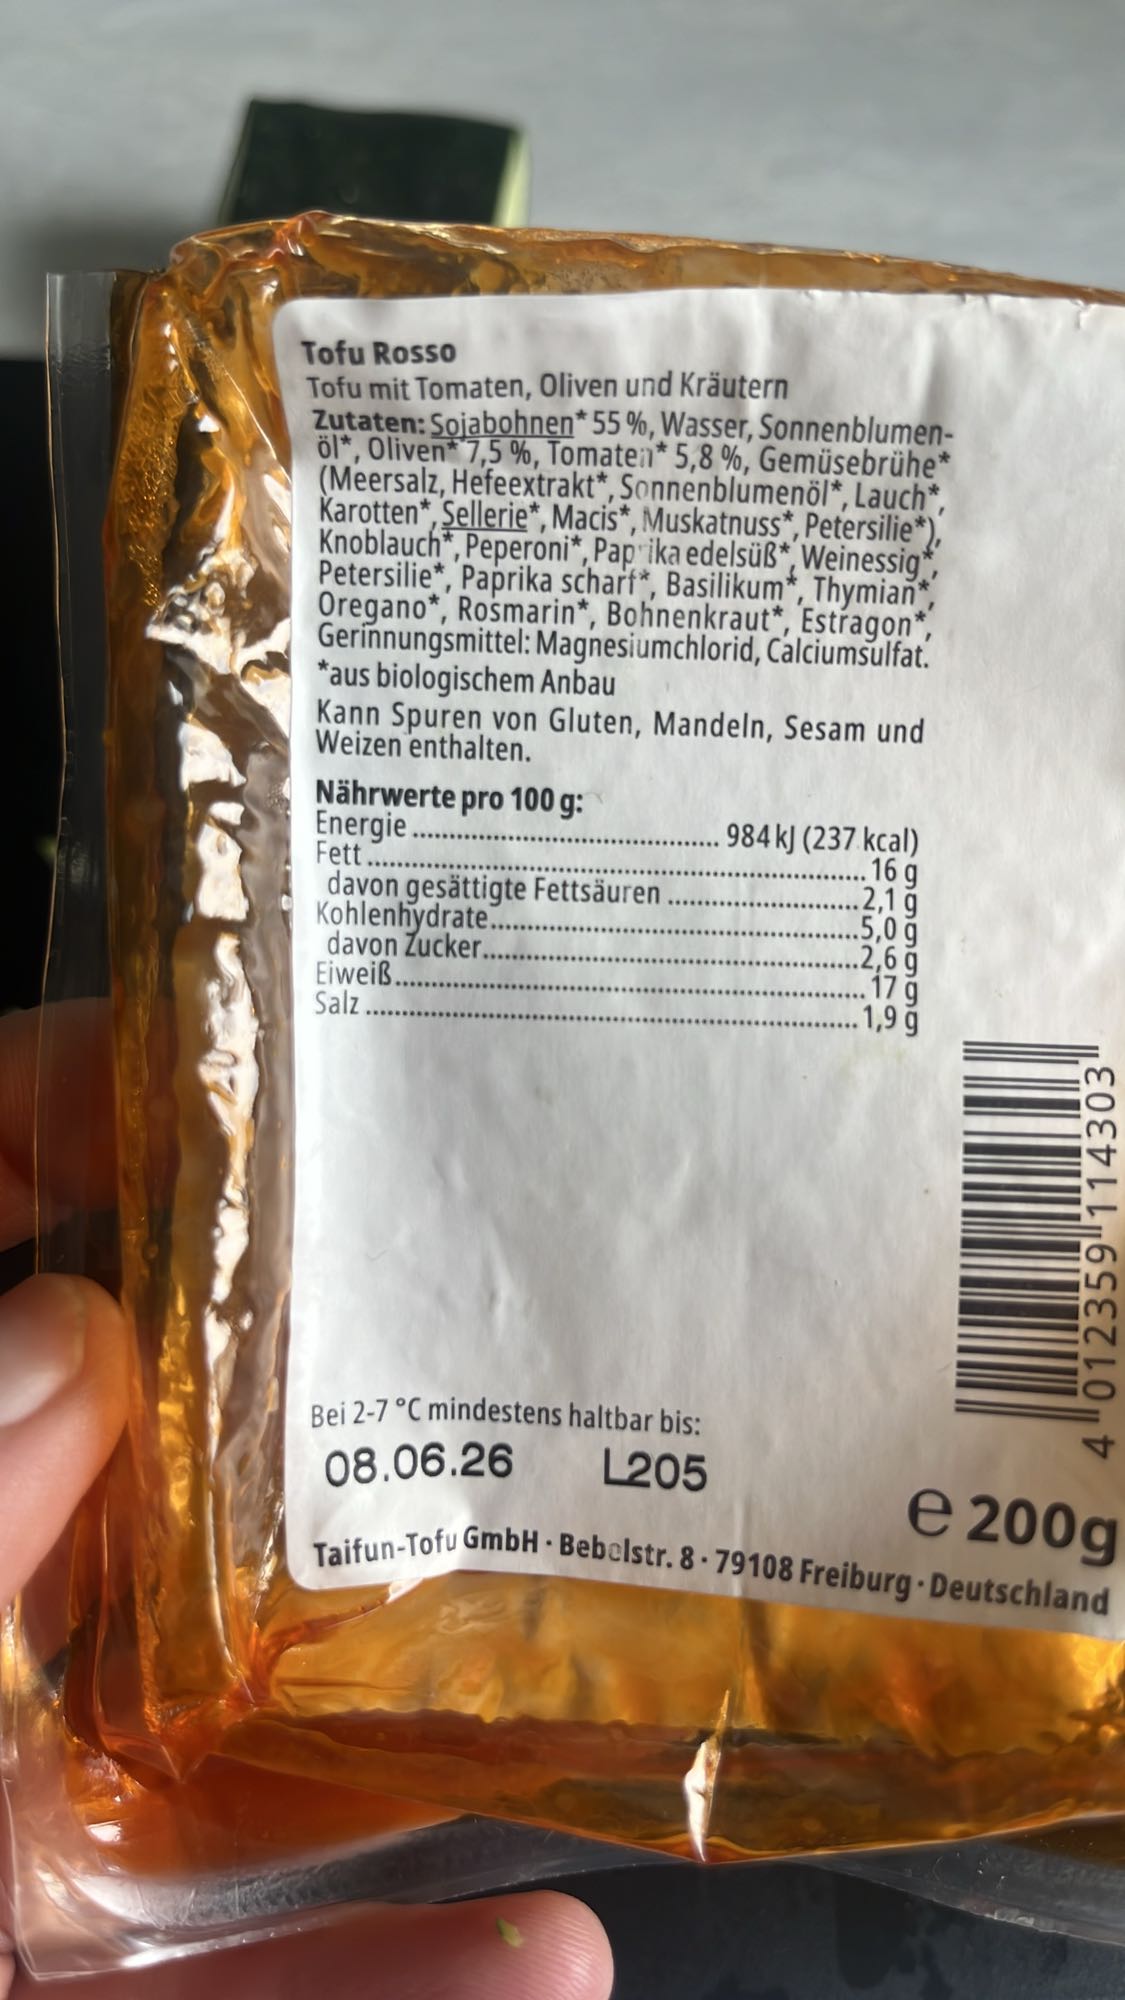 Tofu Rosso
Tofu mit Tomaten, Oliven und Kräutern
Zutaten: Sojabohnen* 55 %, Wasser, Sonnenblumen-
öl*, Oliven* 7,5 %, Tomaten* 5,8 %, Gemüsebrühe*
(Meersalz, Hefeextrakt*, Sonnenblumenöl*, Lauch*,
Karotten*, Sellerie*, Macis*, Muskatnuss*, Petersilie*),
Knoblauch*, Peperoni*, Paprika edelsüß*, Weinessig*,
Petersilie*, Paprika scharf*, Basilikum*, Thymian*,
Oregano*, Rosmarin*, Bohnenkraut*, Estragon*,
Gerinnungsmittel: Magnesiumchlorid, Calciumsulfat.
*aus biologischem Anbau
Kann Spuren von Gluten, Mandeln, Sesam und
Weizen enthalten.
Nährwerte pro 100 g:
Energie ........................ 984 kJ (237 kcal)
Fett ........................ 16 g
davon gesättigte Fettsäuren ........................ 2,1 g
Kohlenhydrate ........................ 5,0 g
davon Zucker ........................ 2,6 g
Eiweiß ........................ 17 g
Salz ........................ 1,9 g
4 012359 114303
Bei 2-7 °C mindestens haltbar bis:
08.06.26 L205
e 200g
Taifun-Tofu GmbH · Bebelstr. 8 · 79108 Freiburg · Deutschland